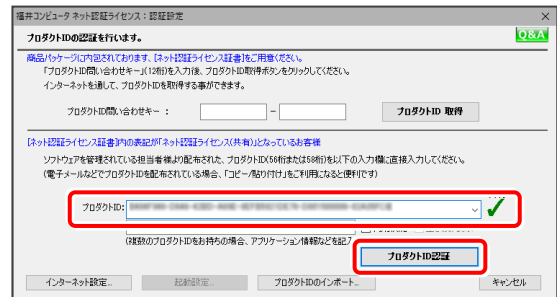 福井コンピュータ ネット認証ライセンス：認証設定
プロダクトIDの認証を行います。
Q&A
商品パッケージに内包されております、[ネット認証ライセンス証書]をご用意ください。
「プロダクトID問い合わせキー」(12桁)を入力後、プロダクトID取得ボタンをクリックしてください。
インターネットを通して、プロダクトIDを取得する事ができます。
プロダクトID問い合わせキー ：
-
プロダクトID 取得
[ネット認証ライセンス証書]内の表記が「ネット認証ライセンス(共有)」となっているお客様
ソフトウェアを管理されている担当者様より配布された、プロダクトID(56桁または58桁)を以下の入力欄に直接入力してください。
(電子メールなどでプロダクトIDを配布されている場合、「コピー/貼り付け」をご利用になると便利です)
プロダクトID:
(複数のプロダクトIDをお持ちの場合、アプリケーション情報などを記入
プロダクトID認証
インターネット設定...
起動設定...
プロダクトIDのインポート...
キャンセル